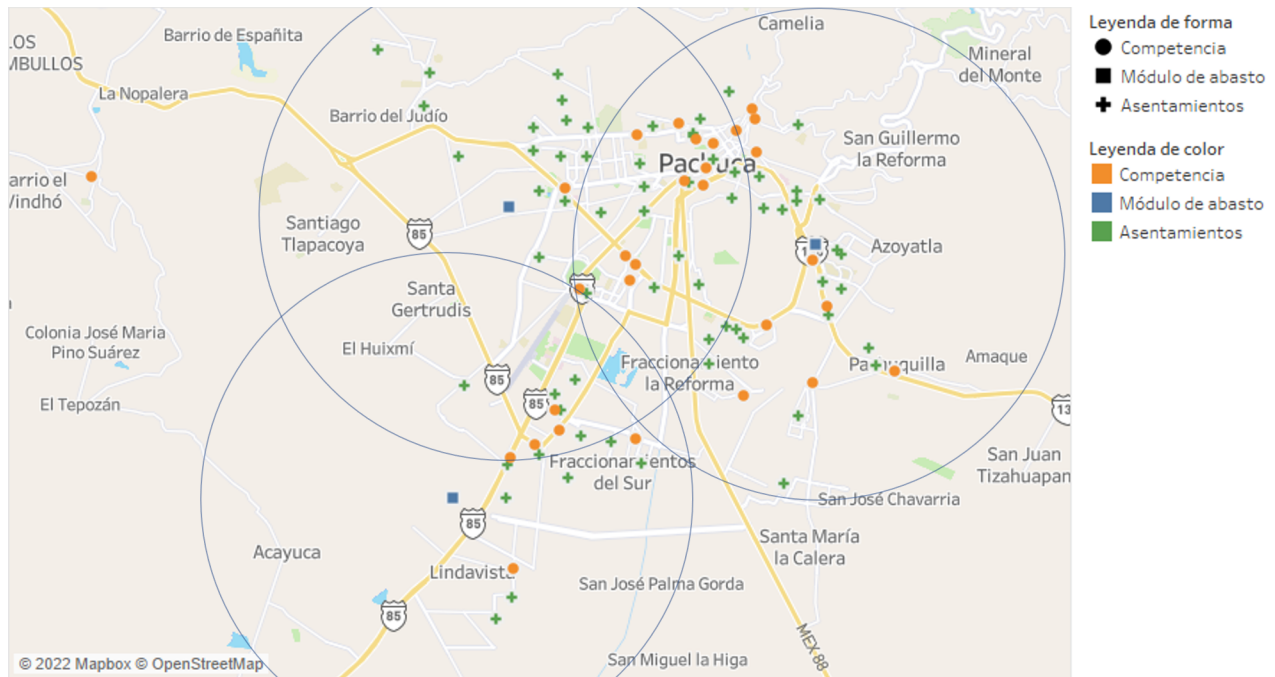 Camelia
Leyenda de forma
Competencia
Módulo de abasto
Asentamientos
Leyenda de color
Competencia
Módulo de abasto
Asentamientos
LOS
MBULLOS
Barrio de Españita
Mineral
del Monte
La Nopalera
Barrio del Judío
San Guillermo
la Reforma
Pachuca
arrio el
Vindhó
Santiago
Tlapacoya
85
Azoyatla
Santa
Gertrudis
Colonia José Maria
Pino Suárez
El Huixmí
Fraccionamiento
la Reforma
Pachuquilla
Amaque
85
85
El Tepozán
13
Fraccionamientos
del Sur
San Juan
Tizahuapan
San José Chavarria
85
Santa María
la Calera
Acayuca
Lindavista
San José Palma Gorda
85
MEX 88
San Miguel la Higa
© 2022 Mapbox © OpenStreetMap